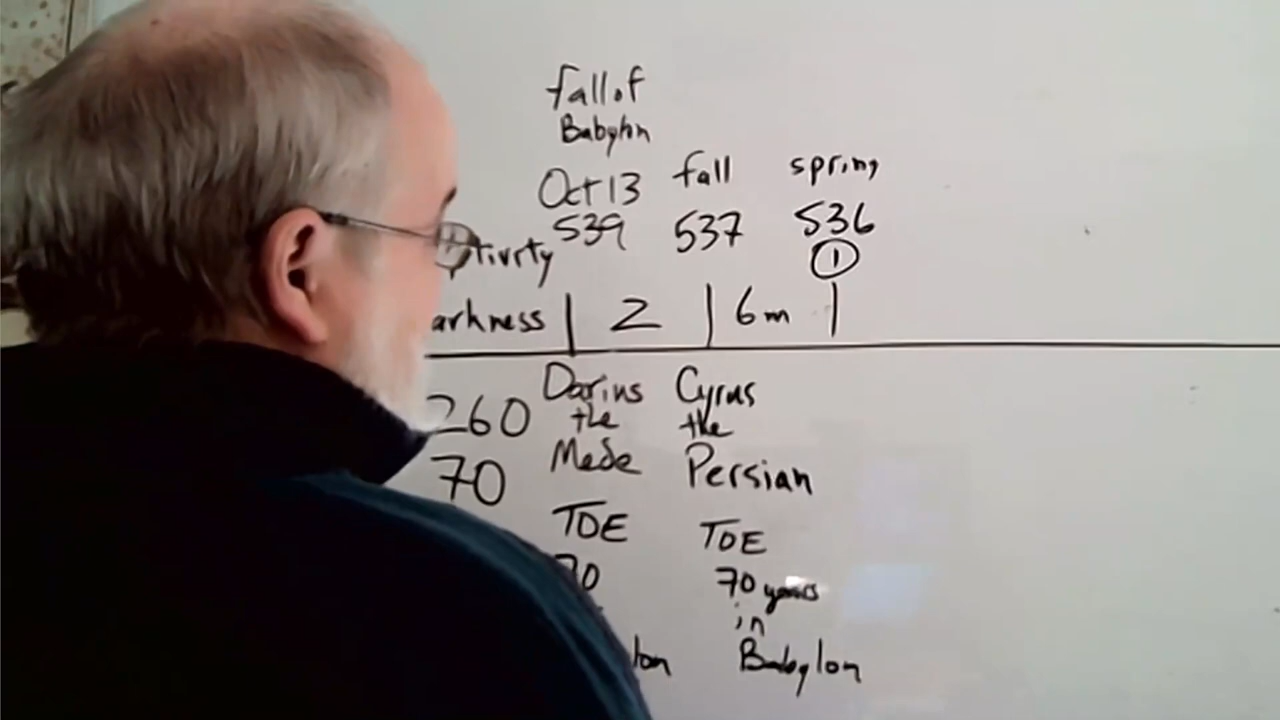 fall of
Babylon
Oct 13 fall spring
539 537 536
tivity ①
arkness | 2 | 6m |
260 Darius Cyrus
the the
70 Mede Persian
TOE TOE
70 70 years
in
lon Babylon